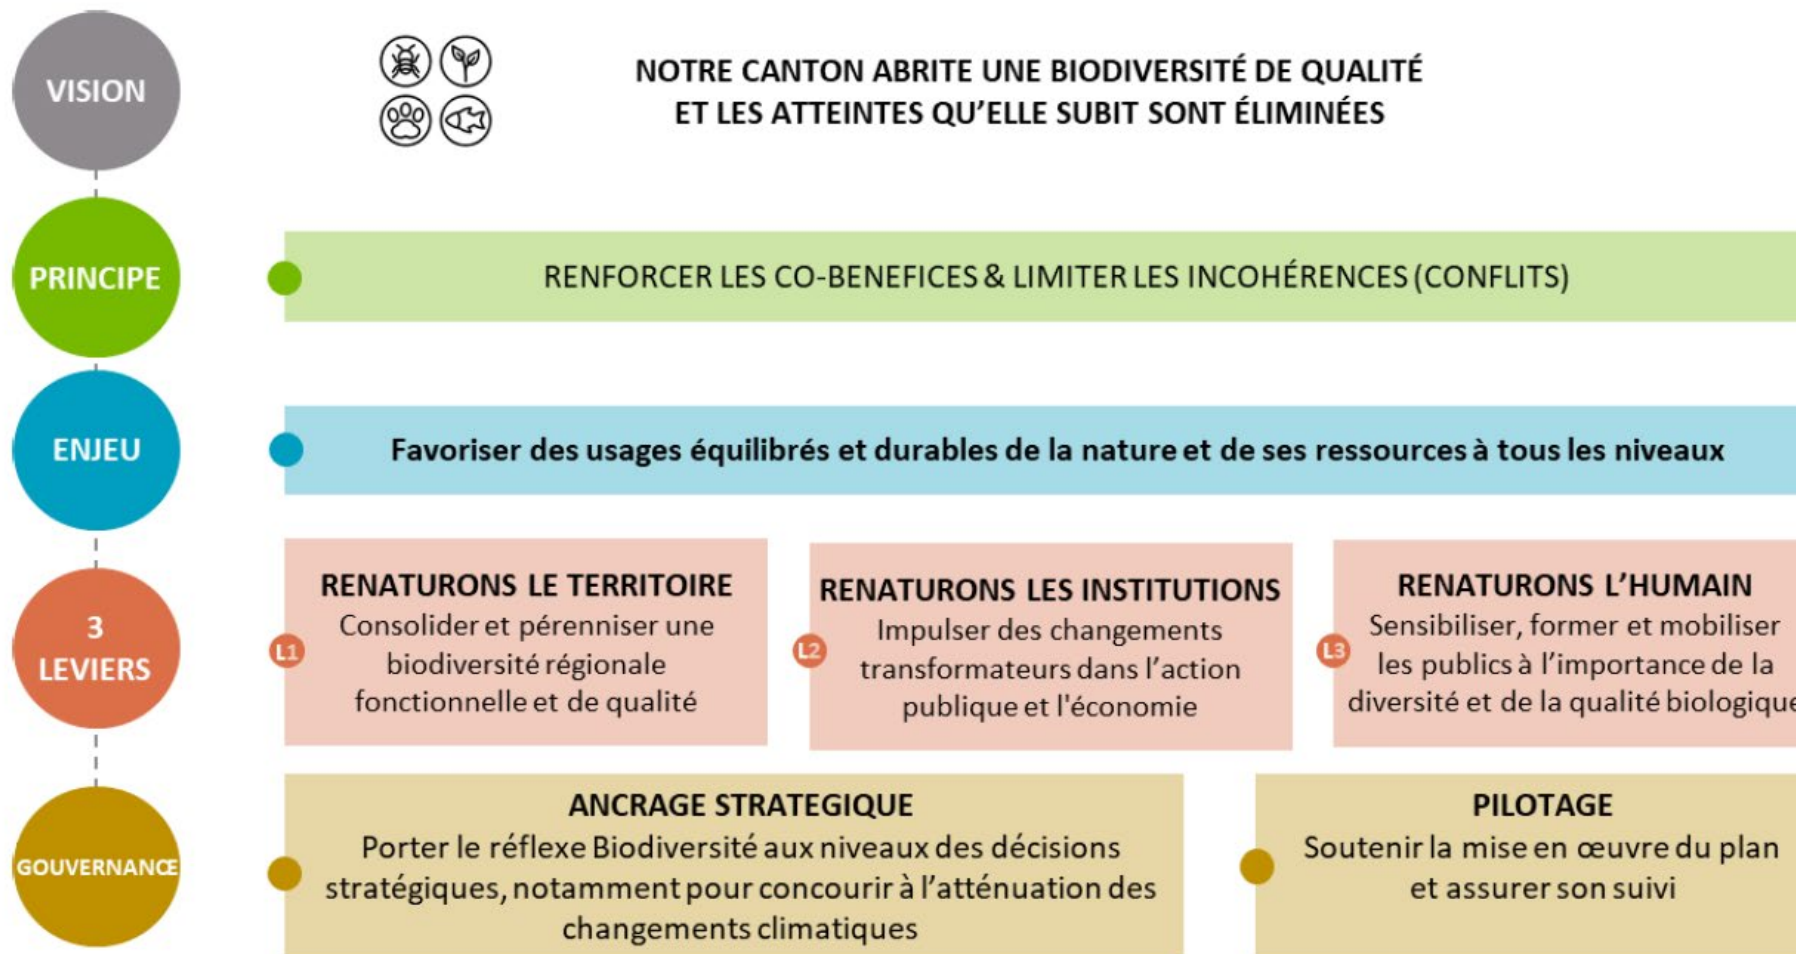 VISION
NOTRE CANTON ABRITE UNE BIODIVERSITÉ DE QUALITÉ
ET LES ATTEINTES QU’ELLE SUBIT SONT ÉLIMINÉES
PRINCIPE
RENFORCER LES CO-BENEFICES & LIMITER LES INCOHÉRENCES (CONFLITS)
ENJEU
Favoriser des usages équilibrés et durables de la nature et de ses ressources à tous les niveaux
3
LEVIERS
L1
RENATURONS LE TERRITOIRE
Consolider et pérenniser une
biodiversité régionale
fonctionnelle et de qualité
L2
RENATURONS LES INSTITUTIONS
Impulser des changements
transformateurs dans l’action
publique et l'économie
L3
RENATURONS L’HUMAIN
Sensibiliser, former et mobiliser
les publics à l’importance de la
diversité et de la qualité biologique
GOUVERNANCE
ANCRAGE STRATEGIQUE
Porter le réflexe Biodiversité aux niveaux des décisions
stratégiques, notamment pour concourir à l’atténuation des
changements climatiques
PILOTAGE
Soutenir la mise en œuvre du plan
et assurer son suivi